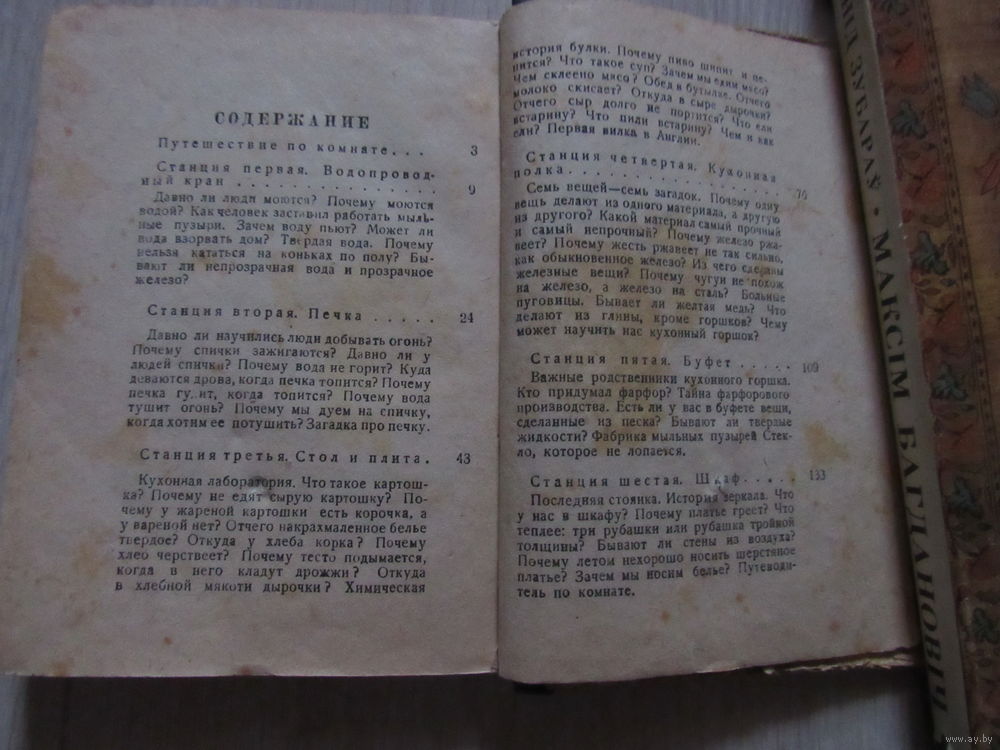 СОДЕРЖАНИЕ
Путешествие по комнате. . . 3
Станция первая. Водопровод-
ный кран . . . . . . . . . . . . . . . 9
Давно ли люди моются? Почему моются
водой? Как человек заставил работать мыль-
ные пузыри. Зачем воду пьют? Может ли
вода взорвать дом? Твердая вода. Почему
нельзя кататься на коньках по полу? Бы-
вают ли непрозрачная вода и прозрачное
железо?
Станция вторая. Печка . . . . . 24
Давно ли научились люди добывать огонь?
Почему спички зажигаются? Давно ли у
людей спички? Почему вода не горит? Куда
деваются дрова, когда печка топится? Почему
печка гудит, когда топится? Почему вода
тушит огонь? Почему мы дуем на спичку,
когда хотим ее потушить? Загадка про печку.
Станция третья. Стол и плита. 43
Кухонная лаборатория. Что такое картош-
ка? Почему не едят сырую картошку? По-
чему у жареной картошки есть корочка, а
у вареной нет? Отчего накрахмаленное белье
твердое? Откуда у хлеба корка? Почему
хлеб черствеет? Почему тесто подымается,
когда в него кладут дрожжи? Откуда
в хлебной мякоти дырочки? Химическая
история булки. Почему пиво шипит и пе-
нится? Что такое суп? Зачем мы едим мясо?
Чем склеено мясо? Обед в бутылке. Отчего
молоко скисает? Откуда в сыре дырочки?
Отчего сыр долго не портится? Что ели
встарину? Что пили встарину? Чем и как
ели? Первая вилка в Англии.
Станция четвертая. Кухонная
полка. . . . . . . . . . . . . . . . . 76
Семь вещей—семь загадок. Почему одну
вещь делают из одного материала, а другую
из другого? Какой материал самый прочный
и самый непрочный? Почему железо ржа-
веет? Почему жесть ржавеет не так сильно,
как обыкновенное железо? Из чего сделаны
железные вещи? Почему чугун не похож
на железо, а железо на сталь? Больные
пуговицы. Бывает ли желтая медь? Что
делают из глины, кроме горшков? Чему
может научить нас кухонный горшок?
Станция пятая. Буфет . . . . . 109
Важные родственники кухонного горшка.
Кто придумал фарфор? Тайна фарфорового
производства. Есть ли у вас в буфете вещи,
сделанные из песка? Бывают ли твердые
жидкости? Фабрика мыльных пузырей Стек-
ло, которое не лопается.
Станция шестая. Шкаф. . . . . 133
Последняя стоянка. История зеркала. Что
у нас в шкафу? Почему платье греет? Что
теплее: три рубашки или рубашка тройной
толщины? Бывают ли стены из воздуха?
Почему летом нехорошо носить шерстяное
платье? Зачем мы носим белье? Путеводи-
тель по комнате.
ЗУБАРАЎ • МАКСІМ БАГДАНОВІЧ
www.ay.by